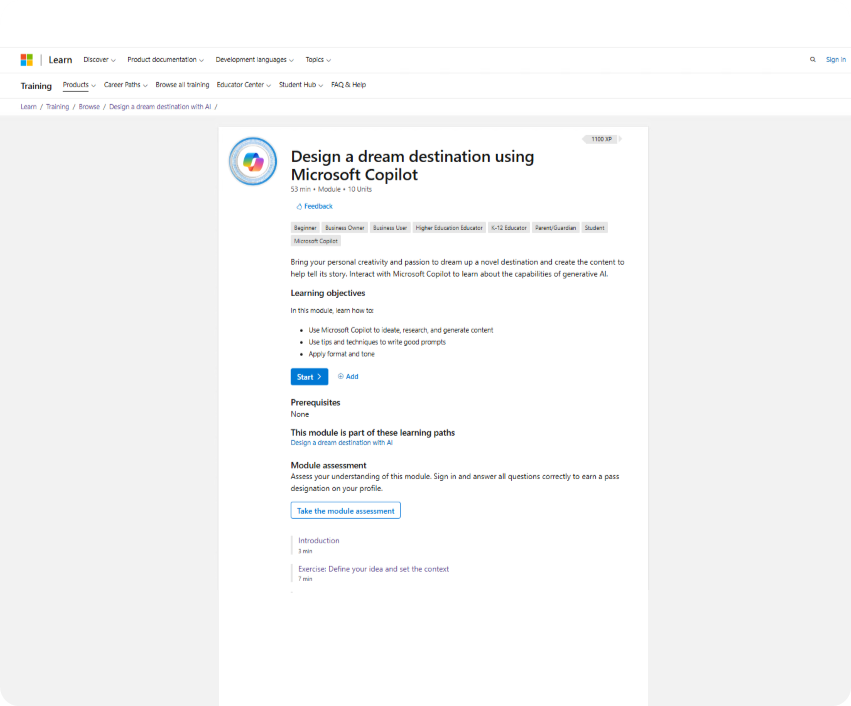 Learn Discover Product documentation Development languages Topics Sign in
Training Products Career Paths Browse all training Educator Center Student Hub FAQ & Help
Learn / Training / Browse / Design a dream destination with AI /
1100 XP
Design a dream destination using
Microsoft Copilot
53 min • Module • 10 Units
Feedback
Beginner Business Owner Business User Higher Education Educator K-12 Educator Parent/Guardian Student
Microsoft Copilot
Bring your personal creativity and passion to dream up a novel destination and create the content to
help tell its story. Interact with Microsoft Copilot to learn about the capabilities of generative AI.
Learning objectives
In this module, learn how to:
• Use Microsoft Copilot to ideate, research, and generate content
• Use tips and techniques to write good prompts
• Apply format and tone
Start Add
Prerequisites
None
This module is part of these learning paths
Design a dream destination with AI
Module assessment
Assess your understanding of this module. Sign in and answer all questions correctly to earn a pass
designation on your profile.
Take the module assessment
Introduction
3 min
Exercise: Define your idea and set the context
7 min